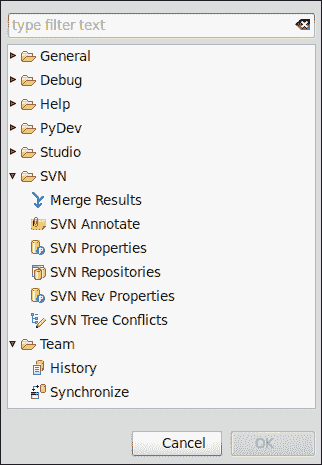 type filter text
General
Debug
Help
PyDev
Studio
SVN
Merge Results
SVN Annotate
SVN Properties
SVN Repositories
SVN Rev Properties
SVN Tree Conflicts
Team
History
Synchronize
Cancel
OK